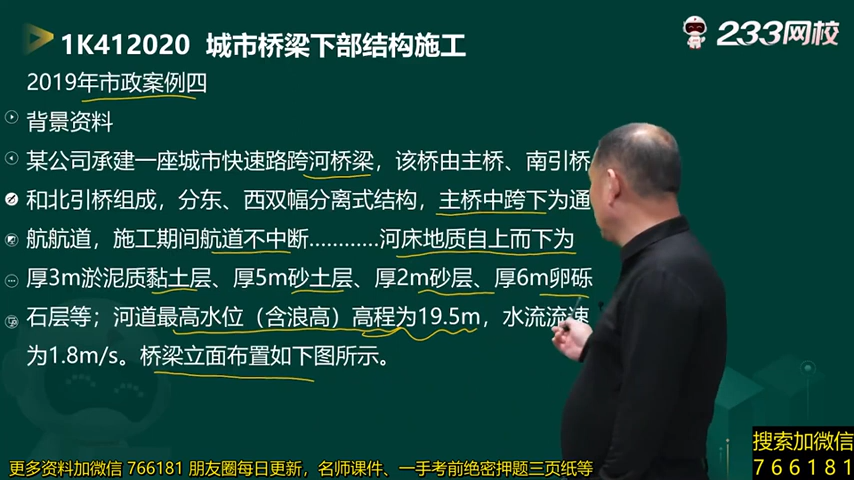 1K412020 城市桥梁下部结构施工
233网校
2019年市政案例四
背景资料
某公司承建一座城市快速路跨河桥梁，该桥由主桥、南引桥
和北引桥组成，分东、西双幅分离式结构，主桥中跨下为通
航航道，施工期间航道不中断…………河床地质自上而下为
厚3m淤泥质黏土层、厚5m砂土层、厚2m砂层、厚6m卵砾
石层等；河道最高水位（含浪高）高程为19.5m，水流流速
为1.8m/s。桥梁立面布置如下图所示。
搜索加微信
766181
更多资料加微信 766181 朋友圈每日更新，名师课件、一手考前绝密押题三页纸等